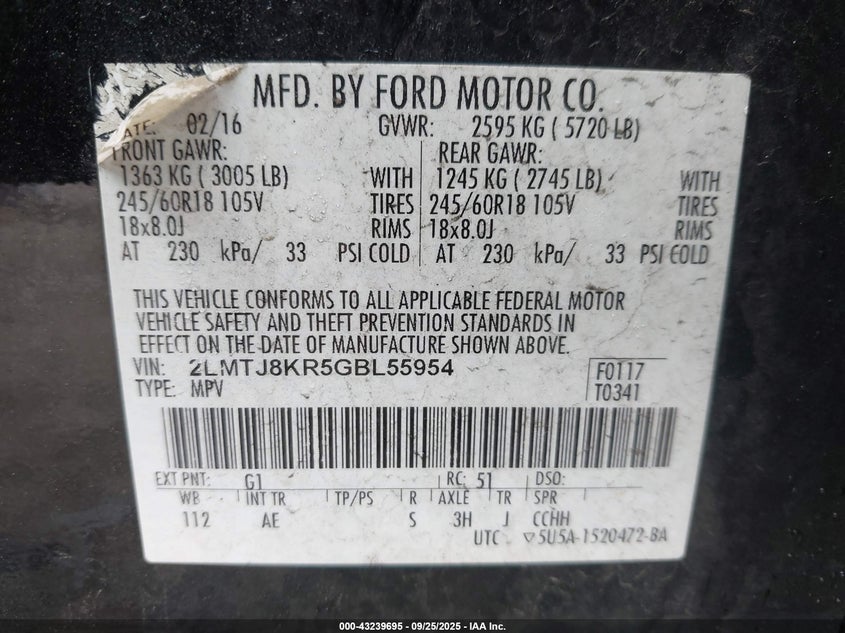 MFD. BY FORD MOTOR CO.
DATE: 02/16 GVWR: 2595 KG ( 5720 LB)
FRONT GAWR: REAR GAWR:
1363 KG ( 3005 LB) WITH 1245 KG ( 2745 LB) WITH
245/60R18 105V TIRES 245/60R18 105V TIRES
18x8.0J RIMS 18x8.0J RIMS
AT 230 kPa/ 33 PSI COLD AT 230 kPa/ 33 PSI COLD
THIS VEHICLE CONFORMS TO ALL APPLICABLE FEDERAL MOTOR
VEHICLE SAFETY AND THEFT PREVENTION STANDARDS IN
EFFECT ON THE DATE OF MANUFACTURE SHOWN ABOVE.
VIN: 2LMTJ8KR5GBL55954 F0117
TYPE: MPV T0341
EXT PNT: G1 RC: 51 DSO:
WB INT TR TP/PS R AXLE TR SPR
112 AE S 3H J CCHH
UTC ▽5U5A-1520472-BA
000-43239695 - 09/25/2025 - IAA Inc.